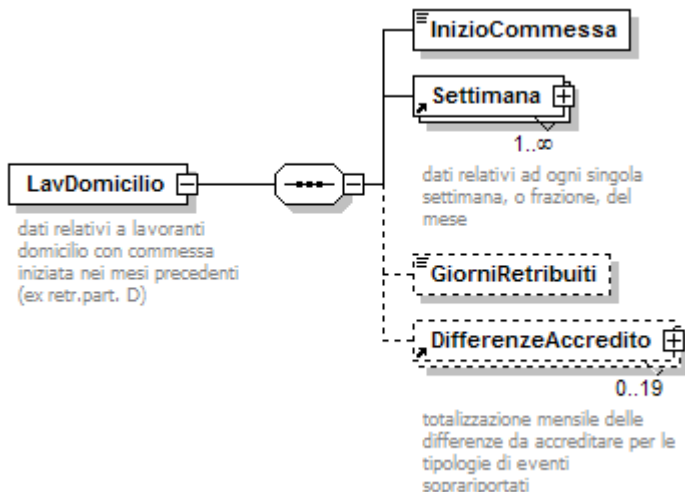 InizioCommessa
Settimana
1..∞
dati relativi ad ogni singola
settimana, o frazione, del
mese
LavDomicilio
dati relativi a lavoranti
domicilio con commessa
iniziata nei mesi precedenti
(ex retr.part. D)
GiorniRetribuiti
DifferenzeAccredito
0..19
totalizzazione mensile delle
differenze da accreditare per le
tipologie di eventi
soprariportati